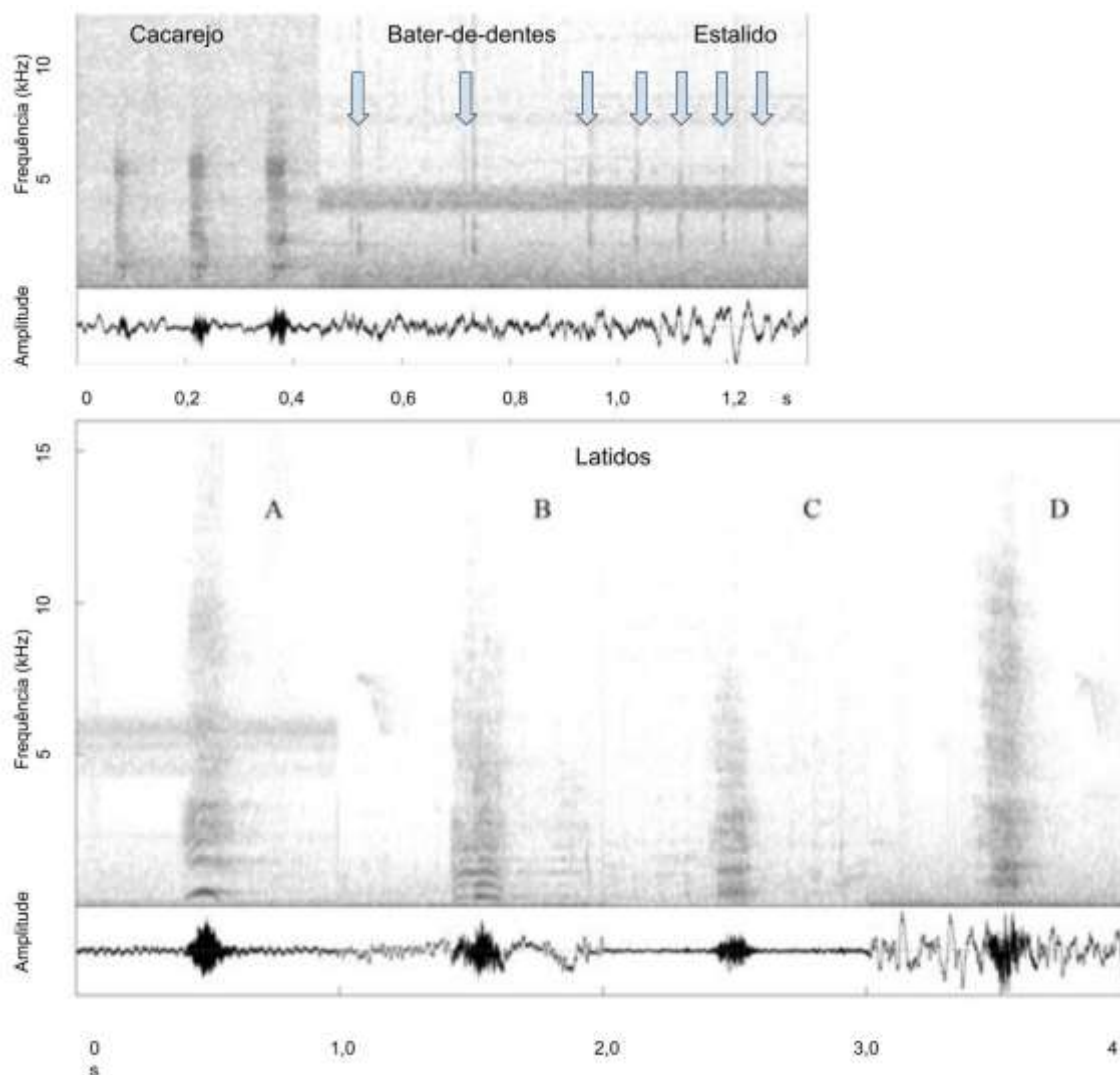 Cacarejo Bater-de-dentes Estalido
Frequência (kHz)
10
5
Amplitude
0 0,2 0,4 0,6 0,8 1,0 1,2 s
Latidos
A B C D
Frequência (kHz)
15
10
5
Amplitude
0 1,0 2,0 3,0 4
s